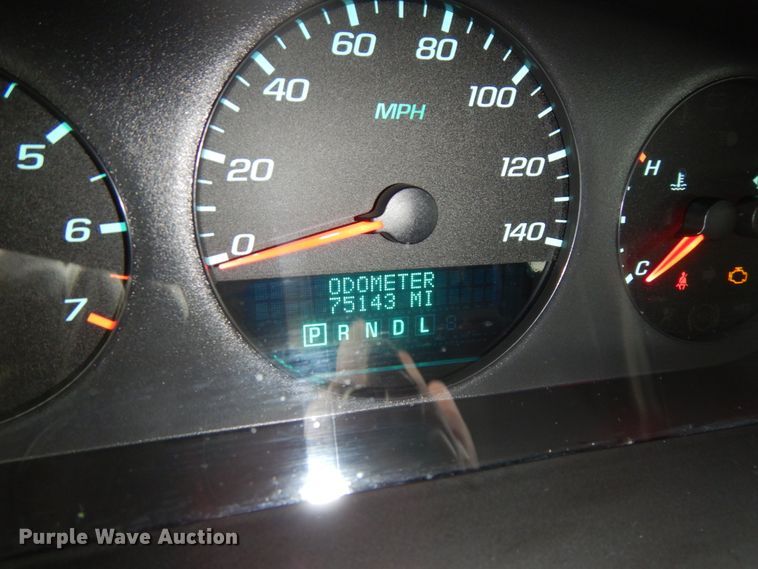 60
80
40
100
MPH
5
20
120
H
6
0
140
C
ODOMETER
75143 MI
7
P R N D L
Purple Wave Auction